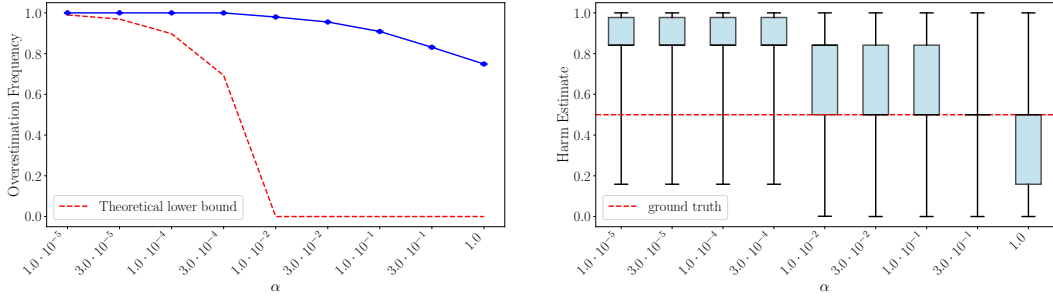 Overestimation Frequency
1.0
0.8
0.6
0.4
0.2
0.0
Theoretical lower bound
1.0 · 10⁻⁵
3.0 · 10⁻⁵
1.0 · 10⁻⁴
3.0 · 10⁻⁴
1.0 · 10⁻²
3.0 · 10⁻²
1.0 · 10⁻¹
3.0 · 10⁻¹
1.0
α
Harm Estimate
1.0
0.8
0.6
0.4
0.2
0.0
ground truth
1.0 · 10⁻⁵
3.0 · 10⁻⁵
1.0 · 10⁻⁴
3.0 · 10⁻⁴
1.0 · 10⁻²
3.0 · 10⁻²
1.0 · 10⁻¹
3.0 · 10⁻¹
1.0
α